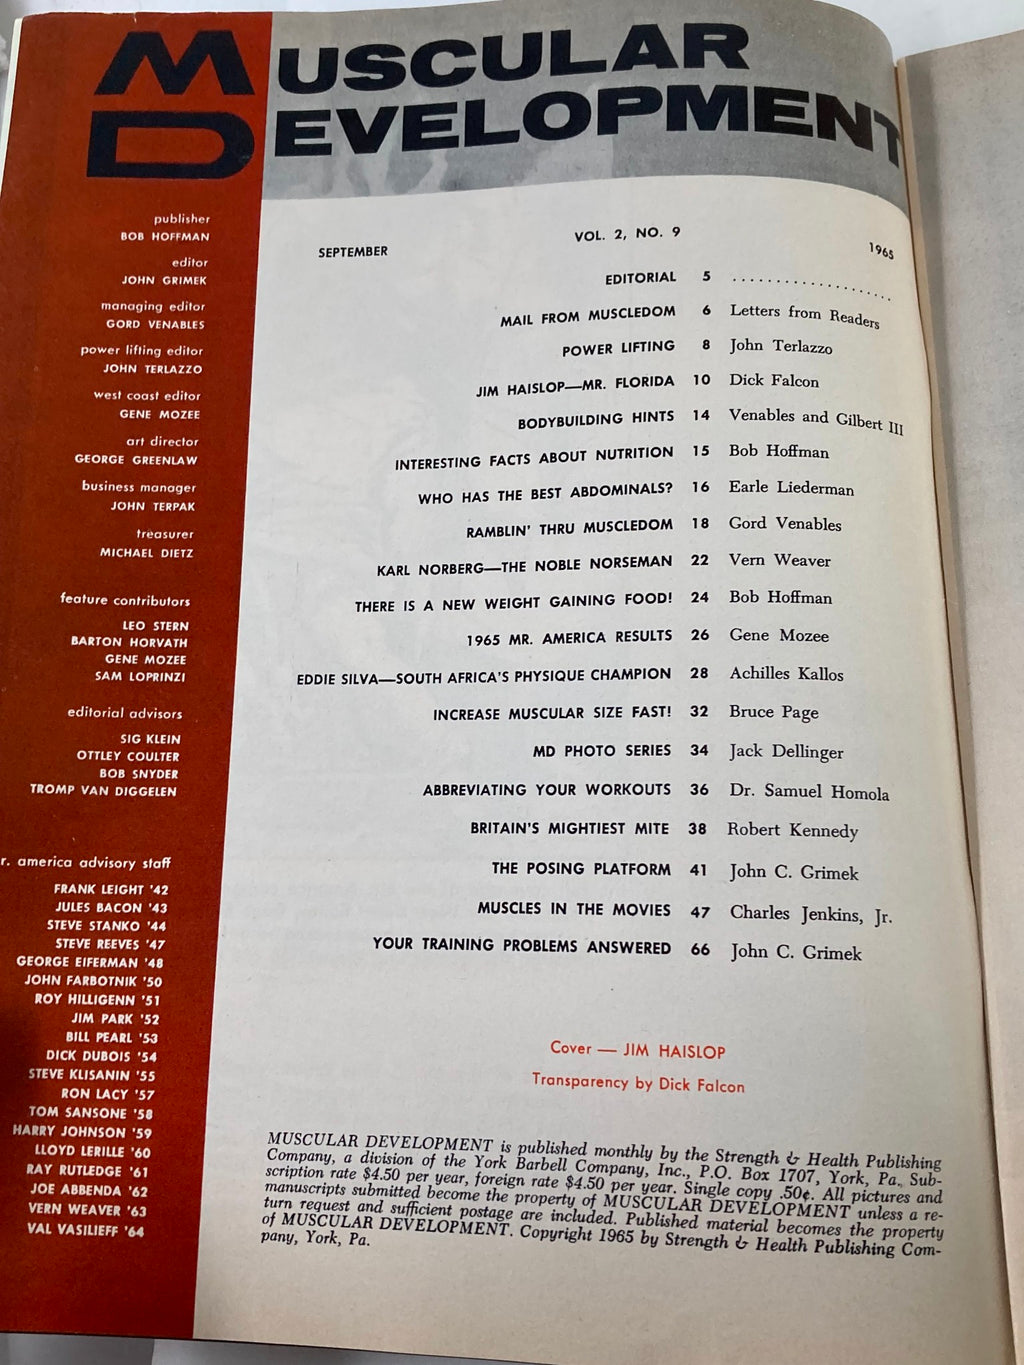 MUSCULAR
DEVELOPMENT
publisher
BOB HOFFMAN
editor
JOHN GRIMEK
managing editor
GORD VENABLES
power lifting editor
JOHN TERLAZZO
west coast editor
GENE MOZEE
art director
GEORGE GREENLAW
business manager
JOHN TERPAK
treasurer
MICHAEL DIETZ
feature contributors
LEO STERN
BARTON HORVATH
GENE MOZEE
SAM LOPRINZI
editorial advisors
SIG KLEIN
OTTLEY COULTER
BOB SNYDER
TROMP VAN DIGGELEN
r. america advisory staff
FRANK LEIGHT '42
JULES BACON '43
STEVE STANKO '44
STEVE REEVES '47
GEORGE EIFERMAN '48
JOHN FARBOTNIK '50
ROY HILLIGENN '51
JIM PARK '52
BILL PEARL '53
DICK DUBOIS '54
STEVE KLISANIN '55
RON LACY '57
TOM SANSONE '58
HARRY JOHNSON '59
LLOYD LERILLE '60
RAY RUTLEDGE '61
JOE ABBENDA '62
VERN WEAVER '63
VAL VASILIEFF '64
SEPTEMBER VOL. 2, NO. 9 1965
EDITORIAL 5 ....................
MAIL FROM MUSCLEDOM 6 Letters from Readers
POWER LIFTING 8 John Terlazzo
JIM HAISLOP—MR. FLORIDA 10 Dick Falcon
BODYBUILDING HINTS 14 Venables and Gilbert III
INTERESTING FACTS ABOUT NUTRITION 15 Bob Hoffman
WHO HAS THE BEST ABDOMINALS? 16 Earle Liederman
RAMBLIN' THRU MUSCLEDOM 18 Gord Venables
KARL NORBERG—THE NOBLE NORSEMAN 22 Vern Weaver
THERE IS A NEW WEIGHT GAINING FOOD! 24 Bob Hoffman
1965 MR. AMERICA RESULTS 26 Gene Mozee
EDDIE SILVA—SOUTH AFRICA'S PHYSIQUE CHAMPION 28 Achilles Kallos
INCREASE MUSCULAR SIZE FAST! 32 Bruce Page
MD PHOTO SERIES 34 Jack Dellinger
ABBREVIATING YOUR WORKOUTS 36 Dr. Samuel Homola
BRITAIN'S MIGHTIEST MITE 38 Robert Kennedy
THE POSING PLATFORM 41 John C. Grimek
MUSCLES IN THE MOVIES 47 Charles Jenkins, Jr.
YOUR TRAINING PROBLEMS ANSWERED 66 John C. Grimek
Cover — JIM HAISLOP
Transparency by Dick Falcon
MUSCULAR DEVELOPMENT is published monthly by the Strength & Health Publishing
Company, a division of the York Barbell Company, Inc., P.O. Box 1707, York, Pa. Sub-
scription rate $4.50 per year, foreign rate $4.50 per year. Single copy .50¢. All pictures and
manuscripts submitted become the property of MUSCULAR DEVELOPMENT unless a re-
turn request and sufficient postage are included. Published material becomes the property
of MUSCULAR DEVELOPMENT. Copyright 1965 by Strength & Health Publishing Com-
pany, York, Pa.